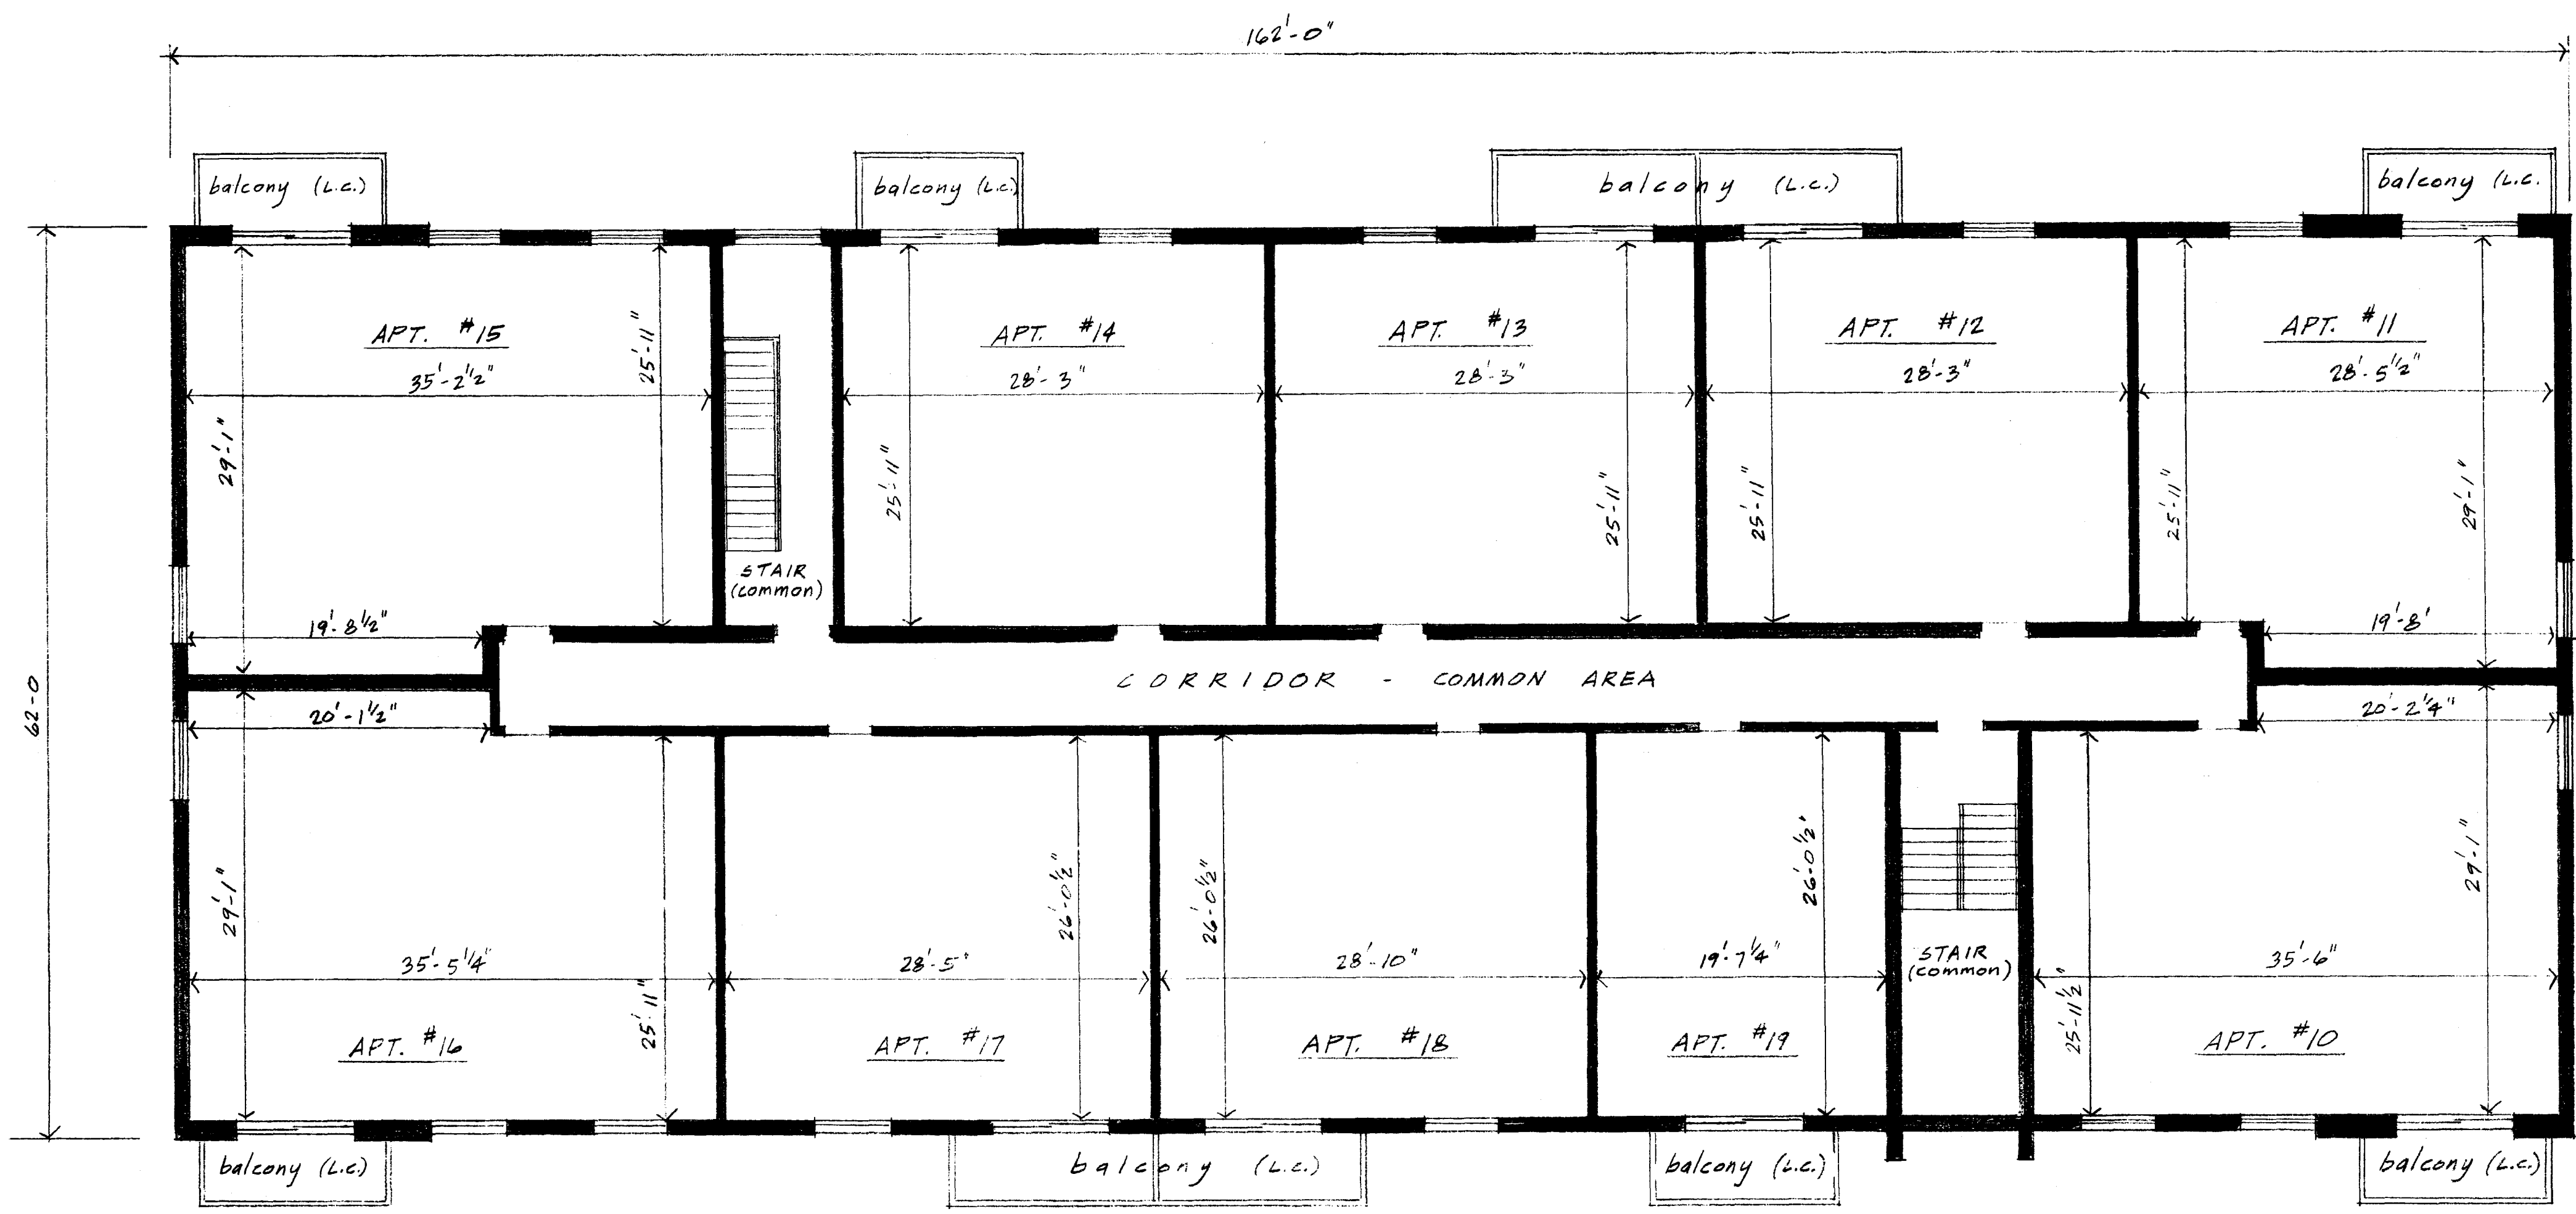 162'-0"
balcony (L.C.)
balcony (L.C.)
balcony (L.C.)
balcony (L.C.
APT. #15
35'-2½"
25'-11"
29'-1"
19'-8½"
STAIR
(common)
APT. #14
28'-3"
25'-11"
APT. #13
28'-3"
25'-11"
APT. #12
28'-3"
25'-11"
APT. #11
28'-5½"
25'-11"
29'-1"
19'-8'
62-0
CORRIDOR - COMMON AREA
20'-1½"
29'-1"
35'-5¼"
25'-11"
APT. #16
28'-5"
26'-0½"
APT. #17
26'-0½"
28'-10"
APT. #18
19'-7¼"
26'-0½"
APT. #19
STAIR
(common)
20'-2¼"
29'-1"
35'-6"
25'-11½"
APT. #10
balcony (L.C.)
balcony (L.C.)
balcony (L.C.)
balcony (L.C.)